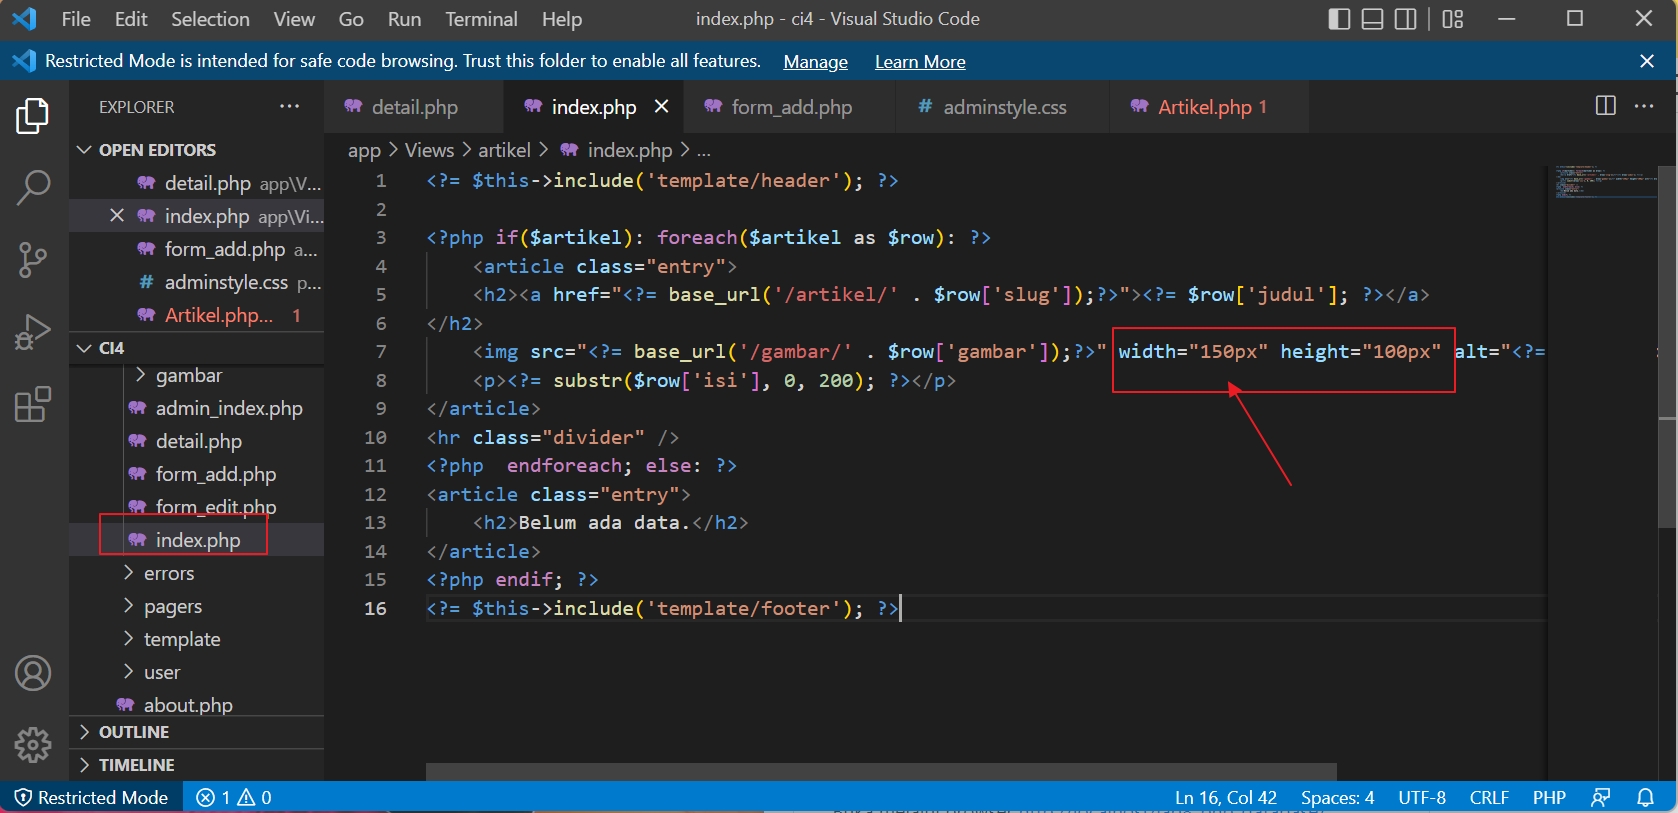 File Edit Selection View Go Run Terminal Help index.php - ci4 - Visual Studio Code
Restricted Mode is intended for safe code browsing. Trust this folder to enable all features. Manage Learn More
EXPLORER ...
OPEN EDITORS
detail.php app\V...
index.php app\Vi...
form_add.php a...
adminstyle.css p...
Artikel.php... 1
CI4
gambar
admin_index.php
detail.php
form_add.php
form_edit.php
index.php
errors
pagers
template
user
about.php
OUTLINE
TIMELINE
detail.php index.php form_add.php # adminstyle.css Artikel.php 1
app > Views > artikel > index.php > ...
1 <?= $this->include('template/header'); ?>
2
3 <?php if($artikel): foreach($artikel as $row): ?>
4 <article class="entry">
5 <h2><a href="<?= base_url('/artikel/' . $row['slug']);?>"><?= $row['judul']; ?></a>
6 </h2>
7 <img src="<?= base_url('/gambar/' . $row['gambar']);?>" width="150px" height="100px" alt="<?=
8 <p><?= substr($row['isi'], 0, 200); ?></p>
9 </article>
10 <hr class="divider" />
11 <?php  endforeach; else: ?>
12 <article class="entry">
13 <h2>Belum ada data.</h2>
14 </article>
15 <?php endif; ?>
16 <?= $this->include('template/footer'); ?>
Restricted Mode 1 0 Ln 16, Col 42 Spaces: 4 UTF-8 CRLF PHP